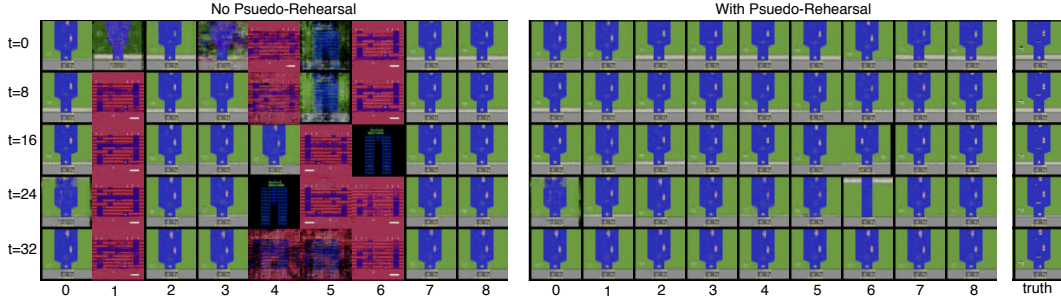 No Psuedo-Rehearsal With Psuedo-Rehearsal
t=0
t=8
t=16
t=24
t=32
0 1 2 3 4 5 6 7 8 0 1 2 3 4 5 6 7 8 truth